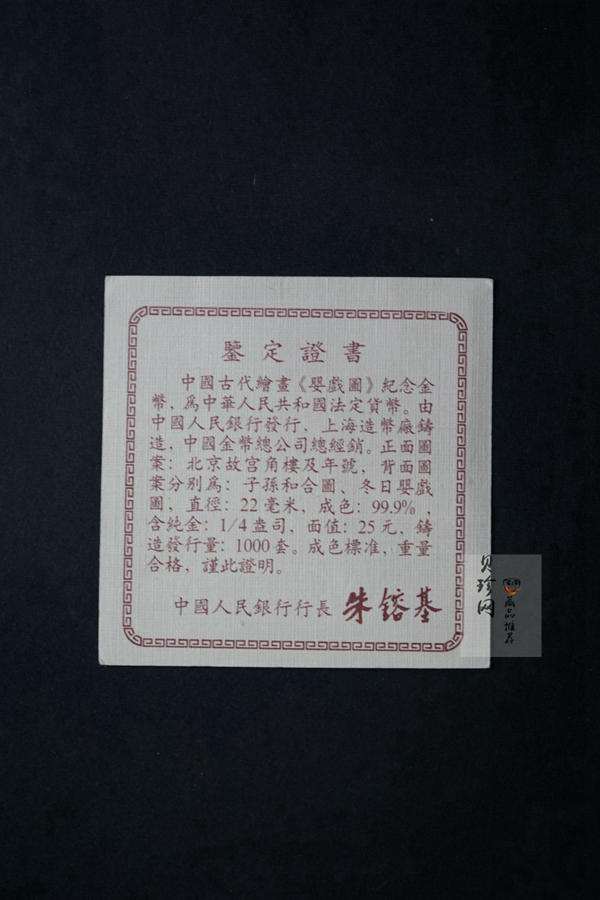 鑒定證書
中國古代繪畫《嬰戲圖》紀念金
幣，爲中華人民共和國法定貨幣。由
中國人民銀行發行、上海造幣廠鑄
造，中國金幣總公司總經銷。正面圖
案：北京故宮角樓及年號，背面圖
案分別爲：子孫和合圖、冬日嬰戲
圖，直徑：22毫米，成色：99.9%，
含純金：1/4盎司，面值：25元，鑄
造發行量：1000套。成色標准，重量
合格，謹此證明。
中國人民銀行行長 朱鎔基
貝珍网
藏品推荐